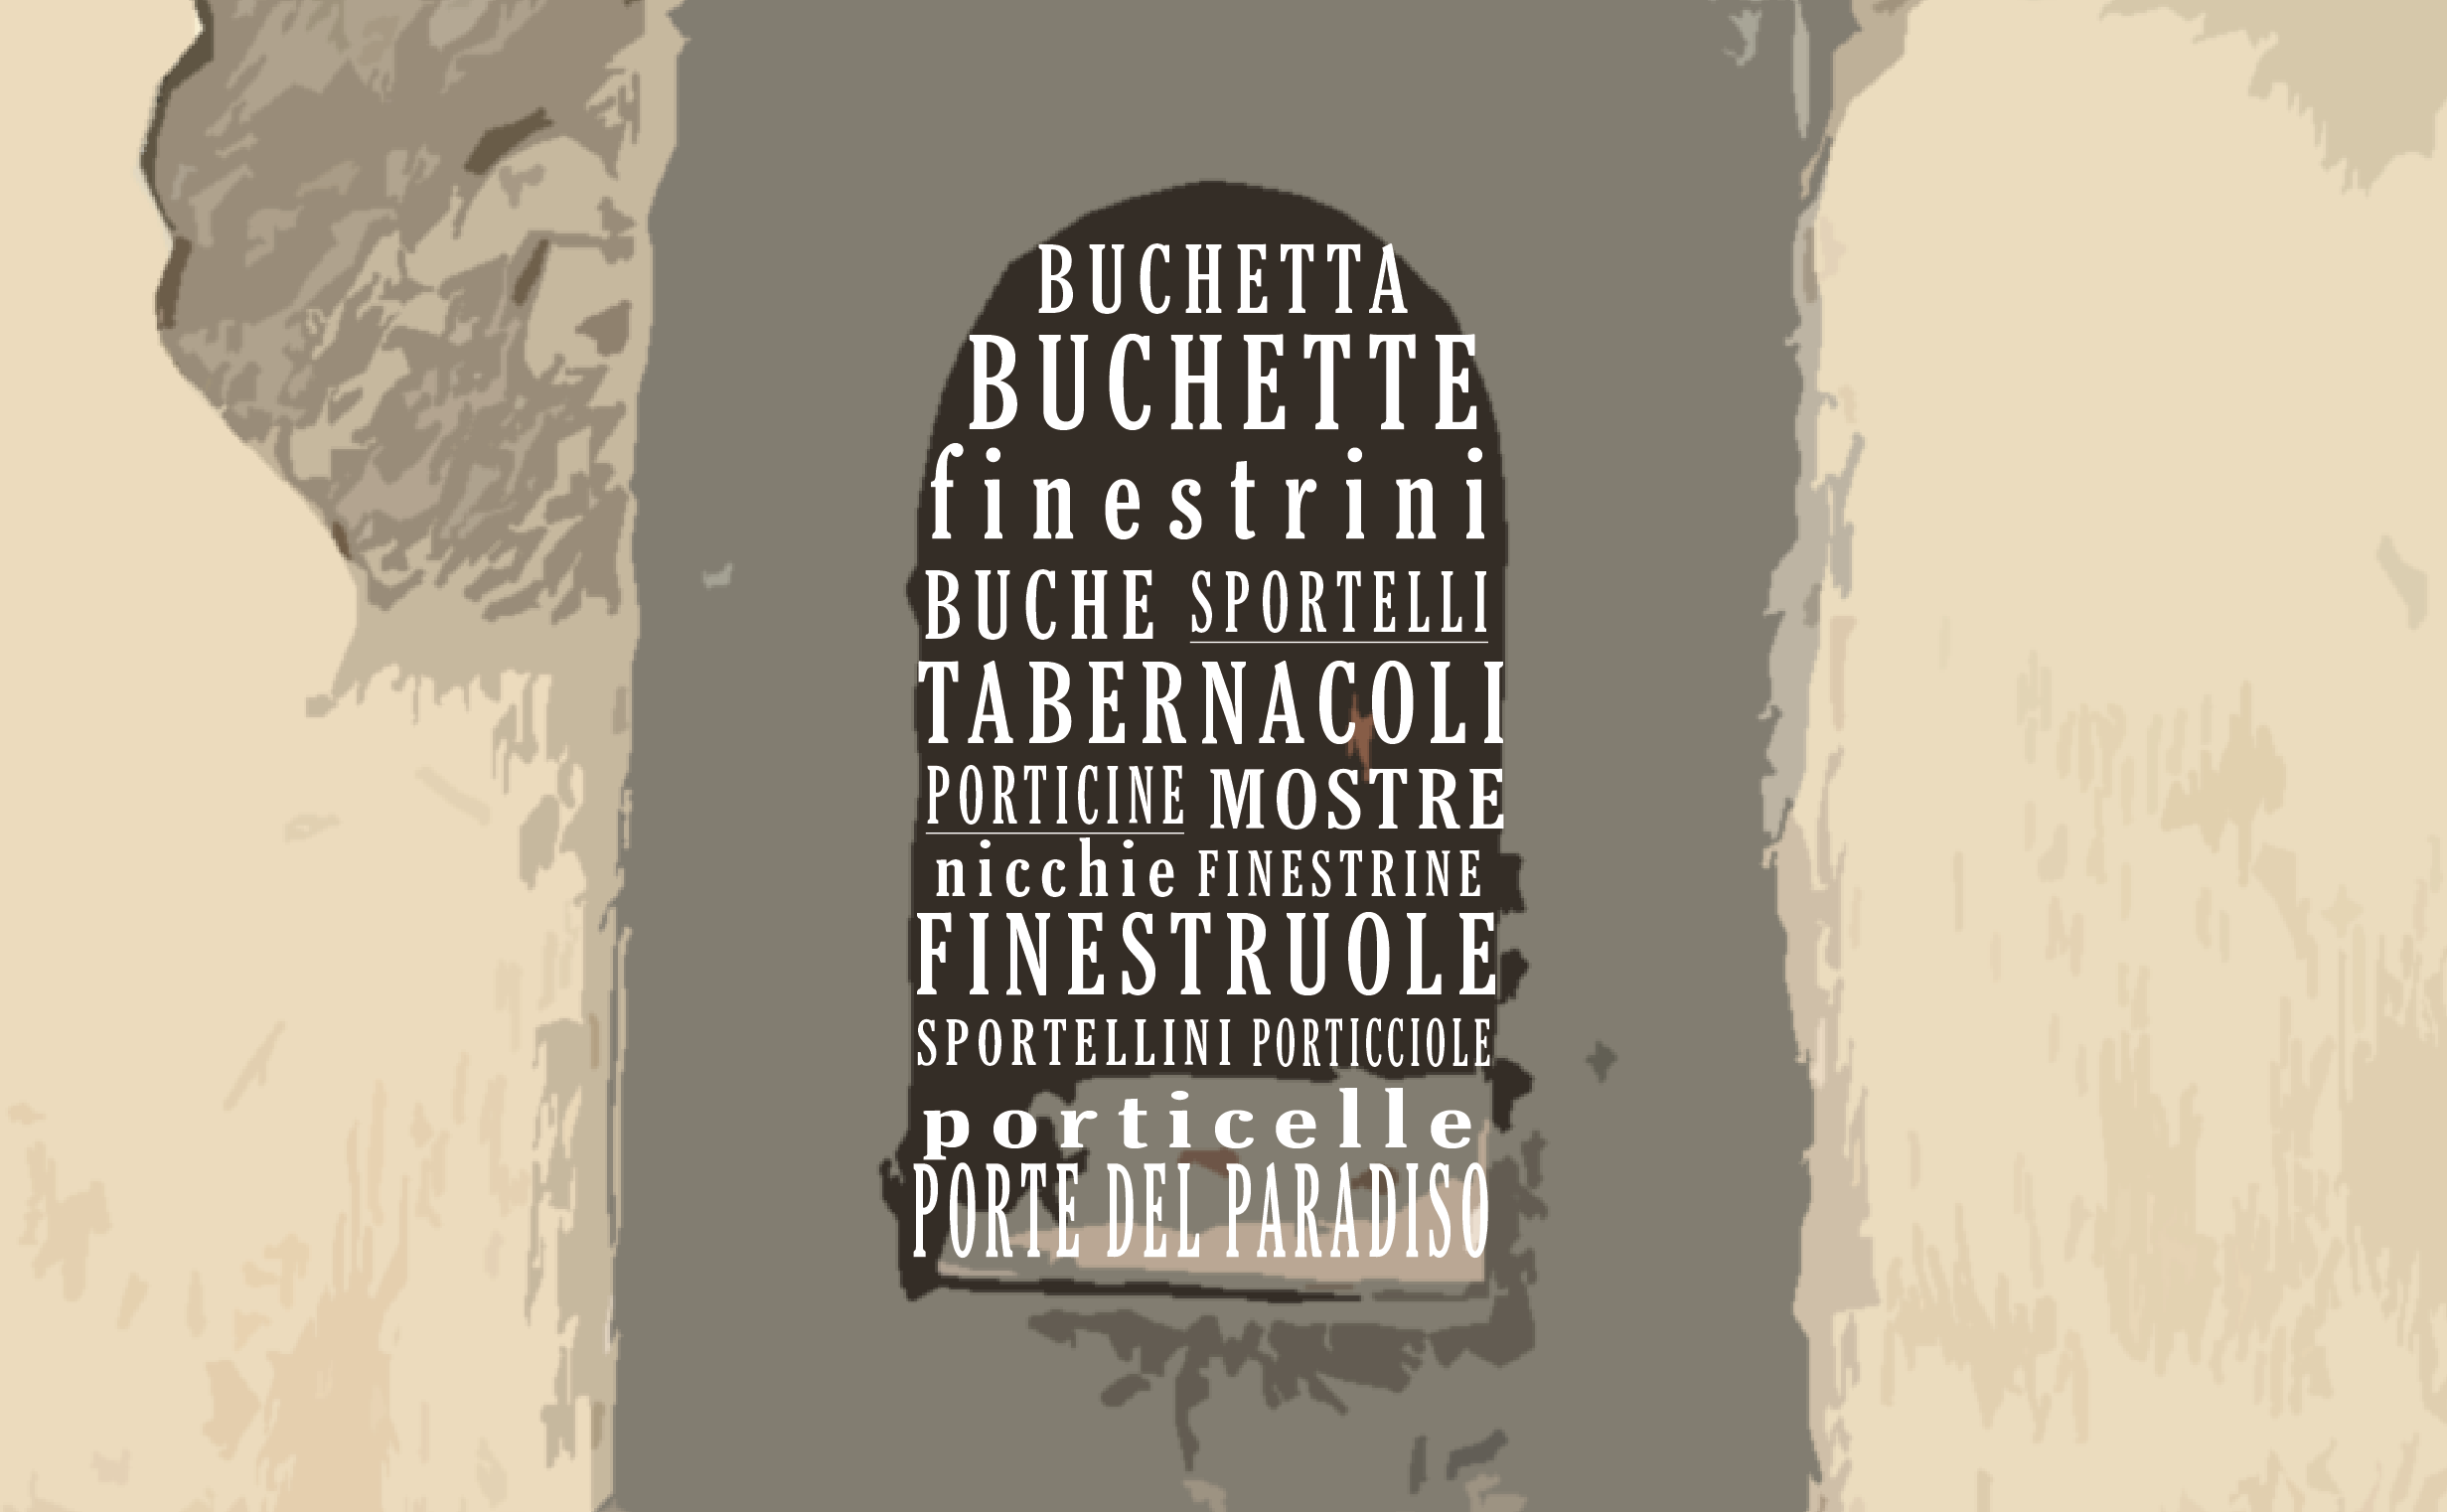 BUCHETTA
BUCHETTE
finestrini
BUCHE SPORTELLI
TABERNACOLI
PORTICINE MOSTRE
nicchie FINESTRINE
FINESTRUOLE
SPORTELLINI PORTICCIOLE
porticelle
PORTE DEL PARADISO